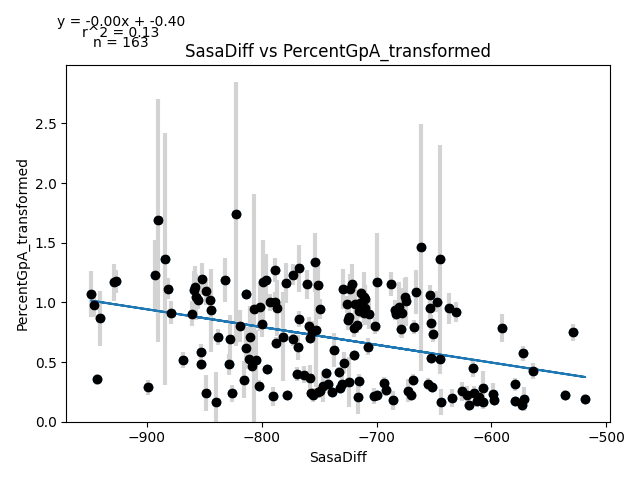 y = -0.00x + -0.40
r^2 = 0.13
n = 163
SasaDiff vs PercentGpA_transformed
PercentGpA_transformed
2.5
2.0
1.5
1.0
0.5
0.0
−900
−800
−700
−600
−500
SasaDiff